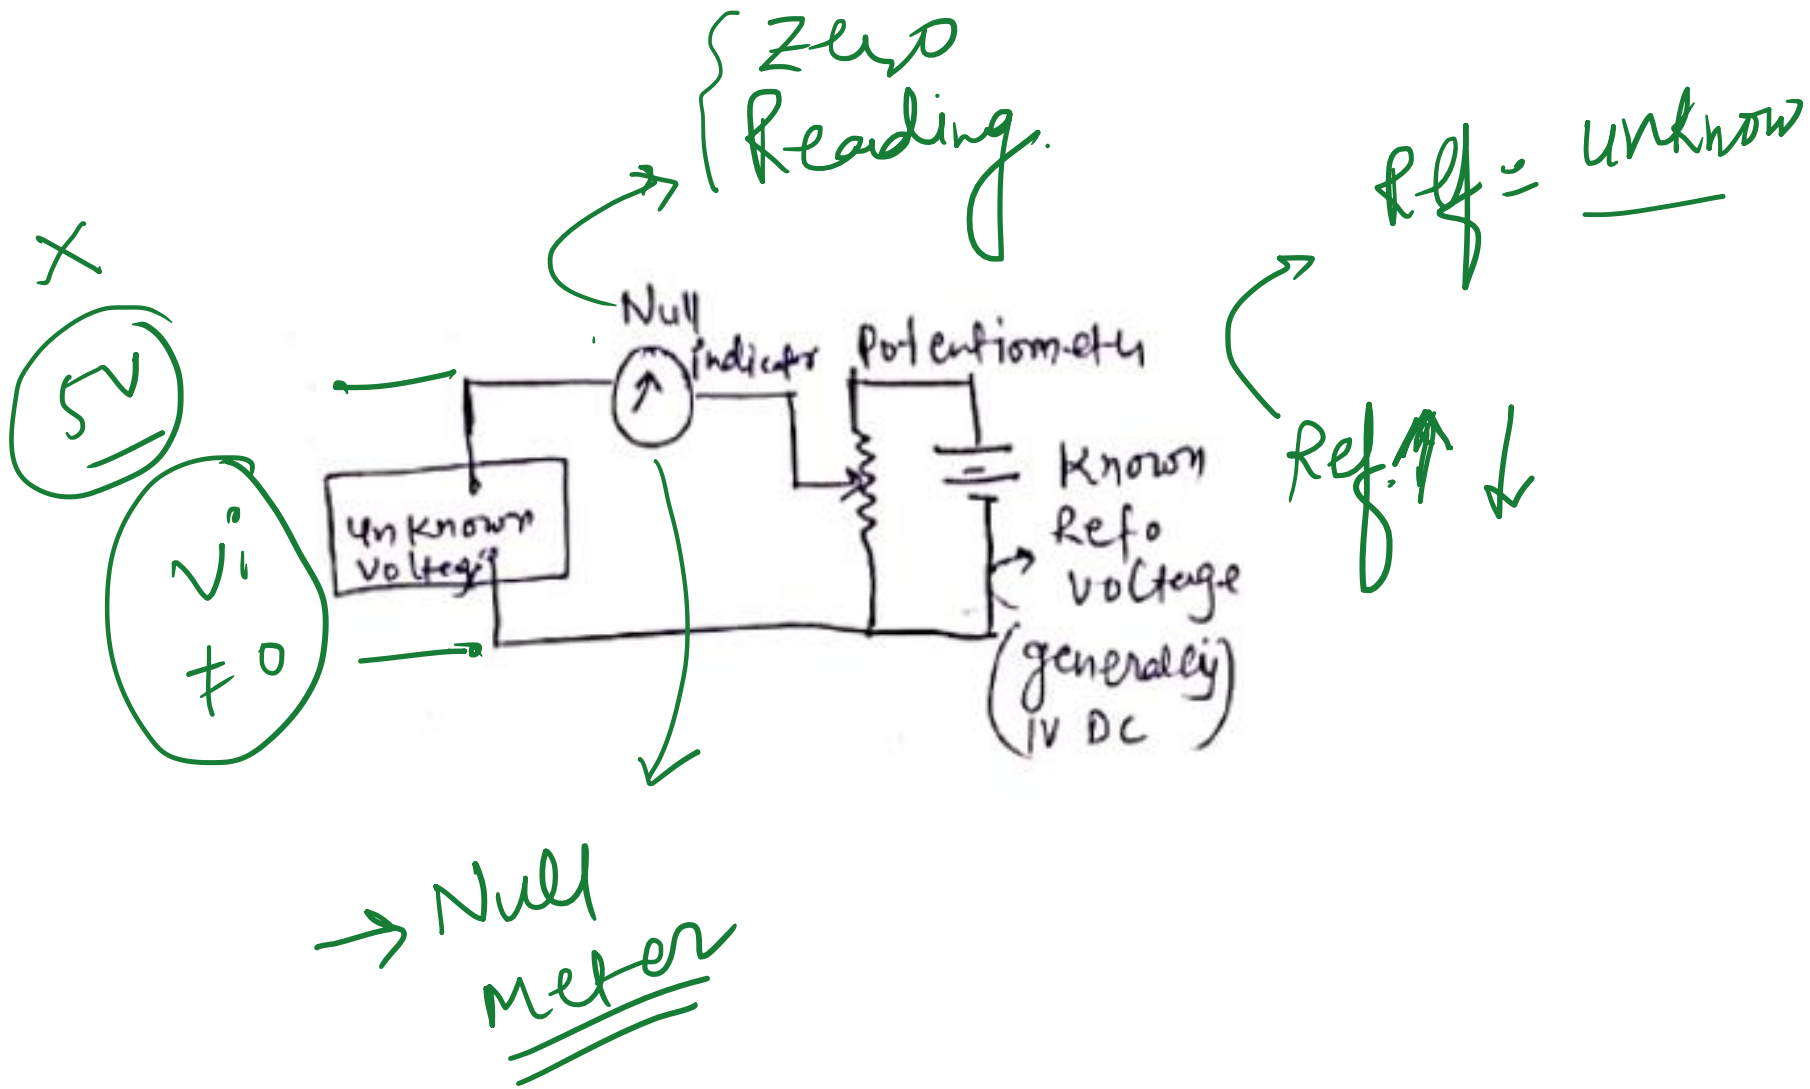 Zero
Reading.
Ref = unknow
X
5V
Vi
≠ 0
Null
indicator
Potentiometer
Unknown
Voltage
Known
Ref.
Voltage
(generally
1V DC)
Ref. ↑ ↓
→ Null
Meter